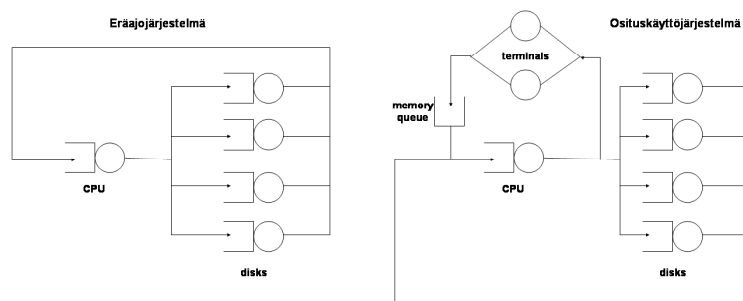 Eräajojärjestelmä
CPU
disks
Osituskäyttöjärjestelmä
terminals
memory
queue
CPU
disks